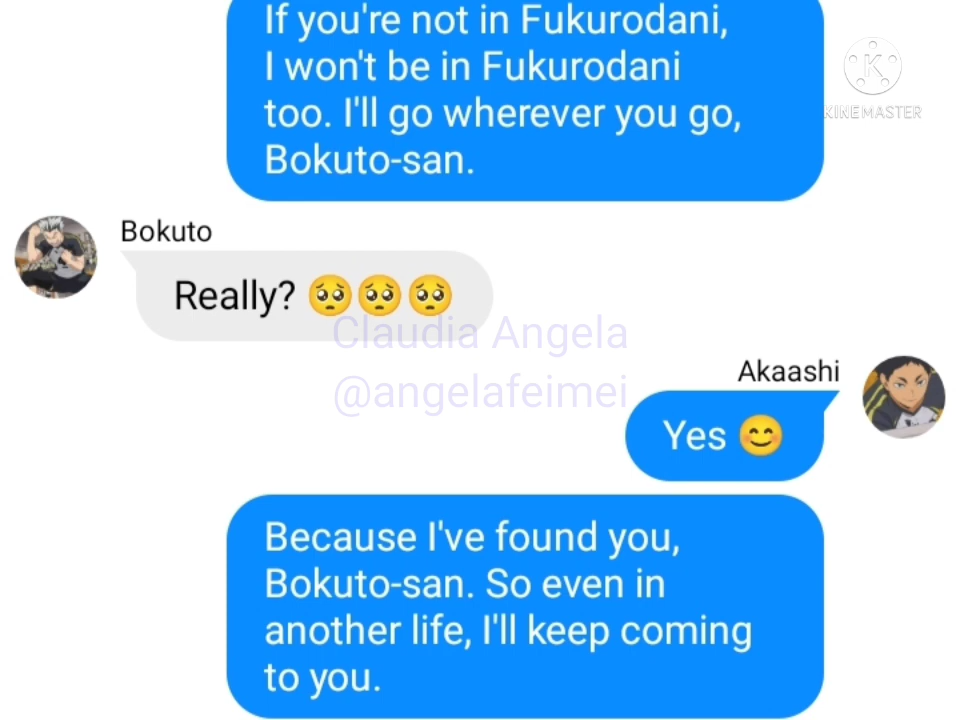 If you're not in Fukurodani,
I won't be in Fukurodani
too. I'll go wherever you go,
Bokuto-san.
KINEMASTER
Bokuto
Really? 🥺🥺🥺
Claudia Angela
@angelafeimei
Akaashi
Yes 😊
Because I've found you,
Bokuto-san. So even in
another life, I'll keep coming
to you.